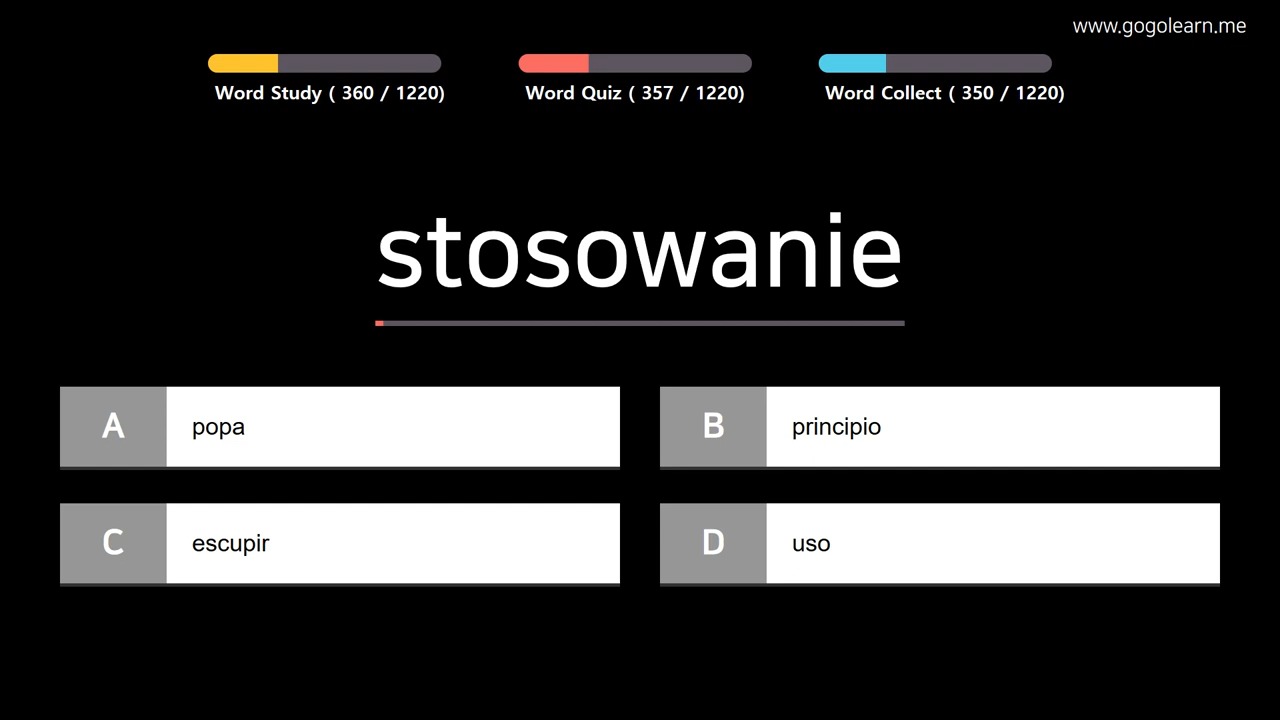 www.gogolearn.me
Word Study ( 360 / 1220)
Word Quiz ( 357 / 1220)
Word Collect ( 350 / 1220)
stosowanie
A
popa
B
principio
C
escupir
D
uso